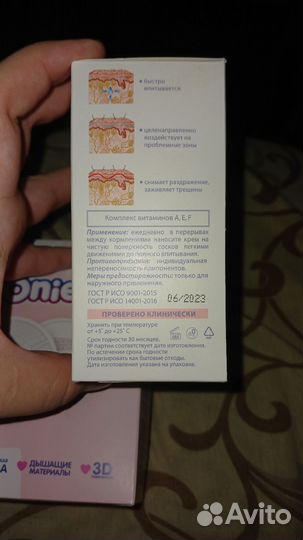 быстро
впитывается
целенаправленно
воздействует на
проблемные зоны
снимает раздражение,
заживляет трещины
Комплекс витаминов A, E, F
Применение: ежедневно в перерывах
между кормлениями наносите крем на
чистую поверхность сосков легкими
движениями до полного впитывания.
Противопоказания: индивидуальная
непереносимость компонентов.
Меры предосторожности: только для
наружного применения.
ГОСТ Р ИСО 9001-2015
ГОСТ Р ИСО 14001-2016
06/2023
ПРОВЕРЕНО КЛИНИЧЕСКИ
Хранить при температуре
от +5° до +25° С
Срок годности 30 месяцев.
№ партии соответствует дате изготовления.
По истечении срока годности
утилизировать как бытовые отходы.
Дата изготовления указана на упаковке.
onie
ДЫШАЩИЕ
МАТЕРИАЛЫ
3D
Avito